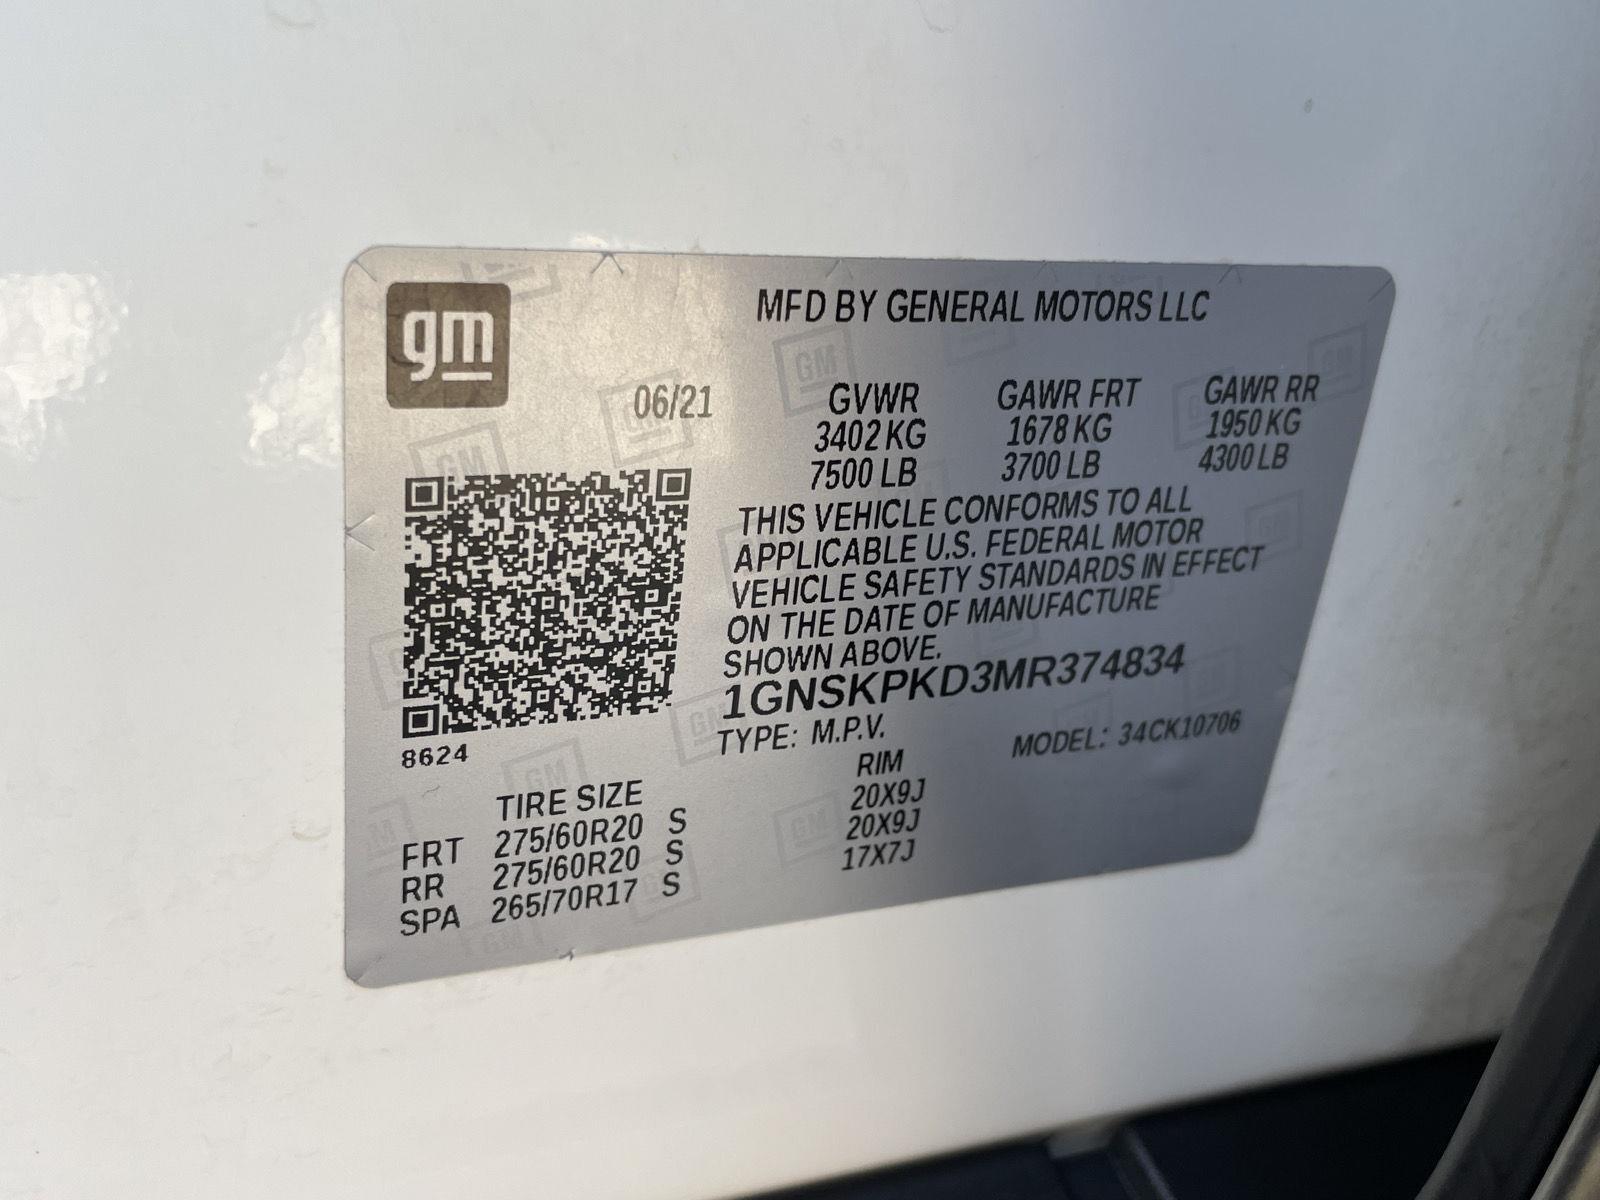 gm
MFD BY GENERAL MOTORS LLC
06/21 GVWR GAWR FRT GAWR RR
3402 KG 1678 KG 1950 KG
7500 LB 3700 LB 4300 LB
THIS VEHICLE CONFORMS TO ALL
APPLICABLE U.S. FEDERAL MOTOR
VEHICLE SAFETY STANDARDS IN EFFECT
ON THE DATE OF MANUFACTURE
SHOWN ABOVE.
1GNSKPKD3MR374834
TYPE: M.P.V. MODEL: 34CK10706
8624
TIRE SIZE RIM
FRT 275/60R20 S 20X9J
RR 275/60R20 S 20X9J
SPA 265/70R17 S 17X7J